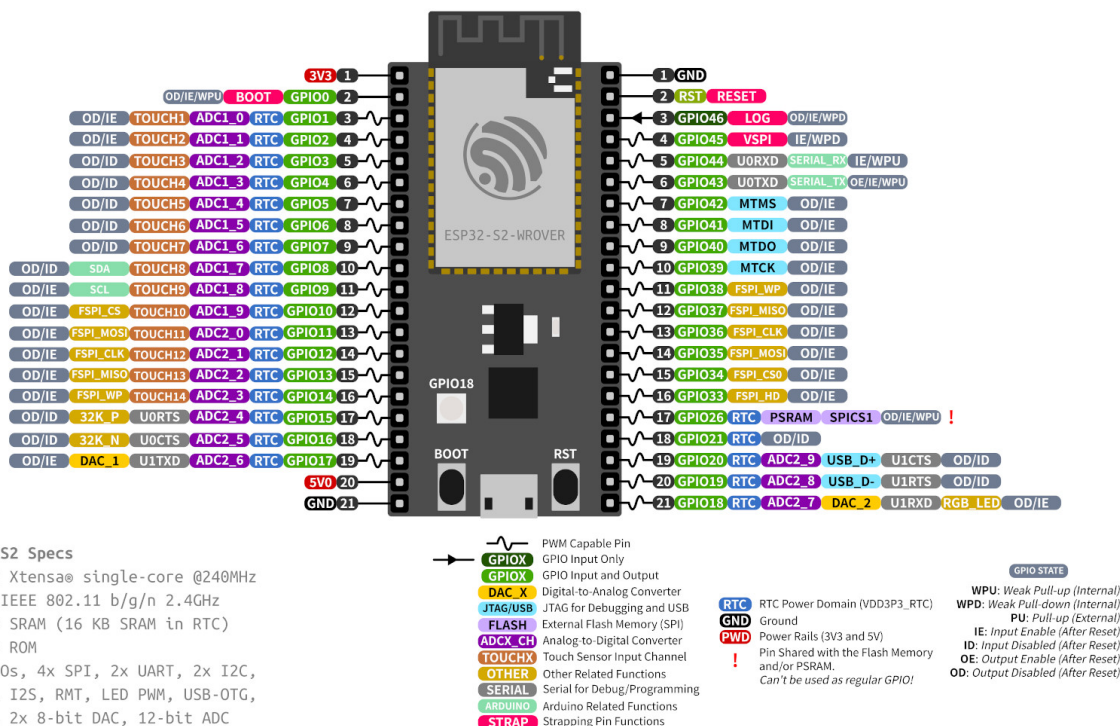 3V3 1
OD/IE/WPU BOOT GPIO0 2
OD/IE TOUCH1 ADC1_0 RTC GPIO1 3
OD/IE TOUCH2 ADC1_1 RTC GPIO2 4
OD/IE TOUCH3 ADC1_2 RTC GPIO3 5
OD/IE TOUCH4 ADC1_3 RTC GPIO4 6
OD/IE TOUCH5 ADC1_4 RTC GPIO5 7
OD/IE TOUCH6 ADC1_5 RTC GPIO6 8
OD/ID TOUCH7 ADC1_6 RTC GPIO7 9
OD/ID SDA TOUCH8 ADC1_7 RTC GPIO8 10
OD/IE SCL TOUCH9 ADC1_8 RTC GPIO9 11
OD/IE FSPI_CS TOUCH10 ADC1_9 RTC GPIO10 12
OD/IE FSPI_MOSI TOUCH11 ADC2_0 RTC GPIO11 13
OD/IE FSPI_CLK TOUCH12 ADC2_1 RTC GPIO12 14
OD/IE FSPI_MISO TOUCH13 ADC2_2 RTC GPIO13 15
OD/IE FSPI_WP TOUCH14 ADC2_3 RTC GPIO14 16
OD/ID 32K_P U0RTS ADC2_4 RTC GPIO15 17
OD/ID 32K_N U0CTS ADC2_5 RTC GPIO16 18
OD/IE DAC_1 U1TXD ADC2_6 RTC GPIO17 19
5V0 20
GND 21
ESP32-S2-WROVER
GPIO18
BOOT
RST
1 GND
2 RST RESET
3 GPIO46 LOG OD/IE/WPD
4 GPIO45 VSPI IE/WPD
5 GPIO44 U0RXD SERIAL_RX IE/WPU
6 GPIO43 U0TXD SERIAL_TX OE/IE/WPU
7 GPIO42 MTMS OD/IE
8 GPIO41 MTDI OD/IE
9 GPIO40 MTDO OD/IE
10 GPIO39 MTCK OD/IE
11 GPIO38 FSPI_WP OD/IE
12 GPIO37 FSPI_MISO OD/IE
13 GPIO36 FSPI_CLK OD/IE
14 GPIO35 FSPI_MOSI OD/IE
15 GPIO34 FSPI_CS0 OD/IE
16 GPIO33 FSPI_HD OD/IE
17 GPIO26 RTC PSRAM SPICS1 OD/IE/WPU !
18 GPIO21 RTC OD/ID
19 GPIO20 RTC ADC2_9 USB_D+ U1CTS OD/ID
20 GPIO19 RTC ADC2_8 USB_D- U1RTS OD/ID
21 GPIO18 RTC ADC2_7 DAC_2 U1RXD RGB_LED OD/IE
S2 Specs
Xtensa® single-core @240MHz
IEEE 802.11 b/g/n 2.4GHz
SRAM (16 KB SRAM in RTC)
ROM
Os, 4x SPI, 2x UART, 2x I2C,
I2S, RMT, LED PWM, USB-OTG,
2x 8-bit DAC, 12-bit ADC
PWM Capable Pin
GPIOX GPIO Input Only
GPIOX GPIO Input and Output
DAC_X Digital-to-Analog Converter
JTAG/USB JTAG for Debugging and USB
FLASH External Flash Memory (SPI)
ADCX_CH Analog-to-Digital Converter
TOUCHX Touch Sensor Input Channel
OTHER Other Related Functions
SERIAL Serial for Debug/Programming
ARDUINO Arduino Related Functions
STRAP Strapping Pin Functions
RTC RTC Power Domain (VDD3P3_RTC)
GND Ground
PWD Power Rails (3V3 and 5V)
! Pin Shared with the Flash Memory
and/or PSRAM.
Can't be used as regular GPIO!
GPIO STATE
WPU: Weak Pull-up (Internal)
WPD: Weak Pull-down (Internal)
PU: Pull-up (External)
IE: Input Enable (After Reset)
ID: Input Disabled (After Reset)
OE: Output Enable (After Reset)
OD: Output Disabled (After Reset)